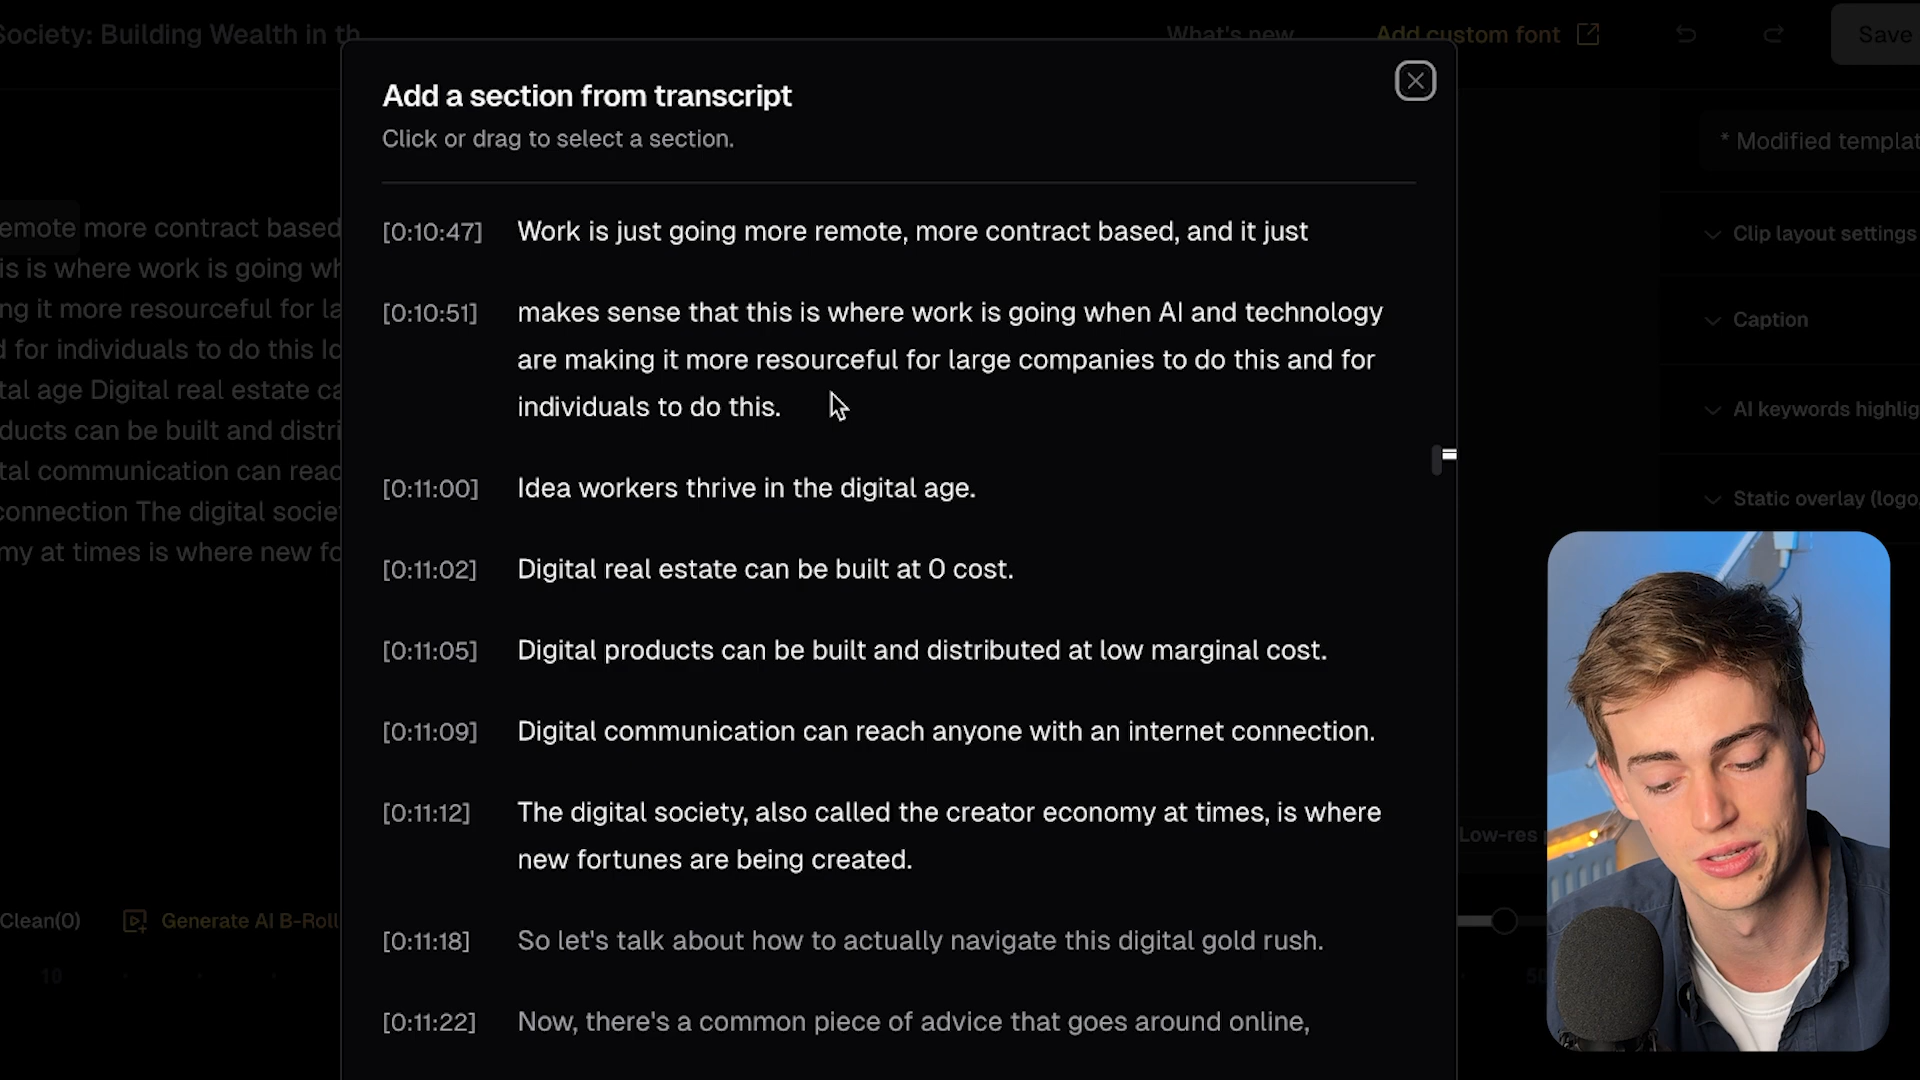 Society: Building Wealth in th
What's new
Add custom font
Save
Add a section from transcript
Click or drag to select a section.
* Modified templat
emote more contract based
is is where work is going wh
ng it more resourceful for la
d for individuals to do this Id
tal age Digital real estate ca
ducts can be built and distri
tal communication can reac
connection The digital socie
my at times is where new fo
[0:10:47] Work is just going more remote, more contract based, and it just
[0:10:51] makes sense that this is where work is going when AI and technology
are making it more resourceful for large companies to do this and for
individuals to do this.
[0:11:00] Idea workers thrive in the digital age.
[0:11:02] Digital real estate can be built at 0 cost.
[0:11:05] Digital products can be built and distributed at low marginal cost.
[0:11:09] Digital communication can reach anyone with an internet connection.
[0:11:12] The digital society, also called the creator economy at times, is where
new fortunes are being created.
[0:11:18] So let's talk about how to actually navigate this digital gold rush.
[0:11:22] Now, there's a common piece of advice that goes around online,
Clip layout settings
Caption
AI keywords highlig
Static overlay (logo,
Low-res
Clean(0)
Generate AI B-Roll
10